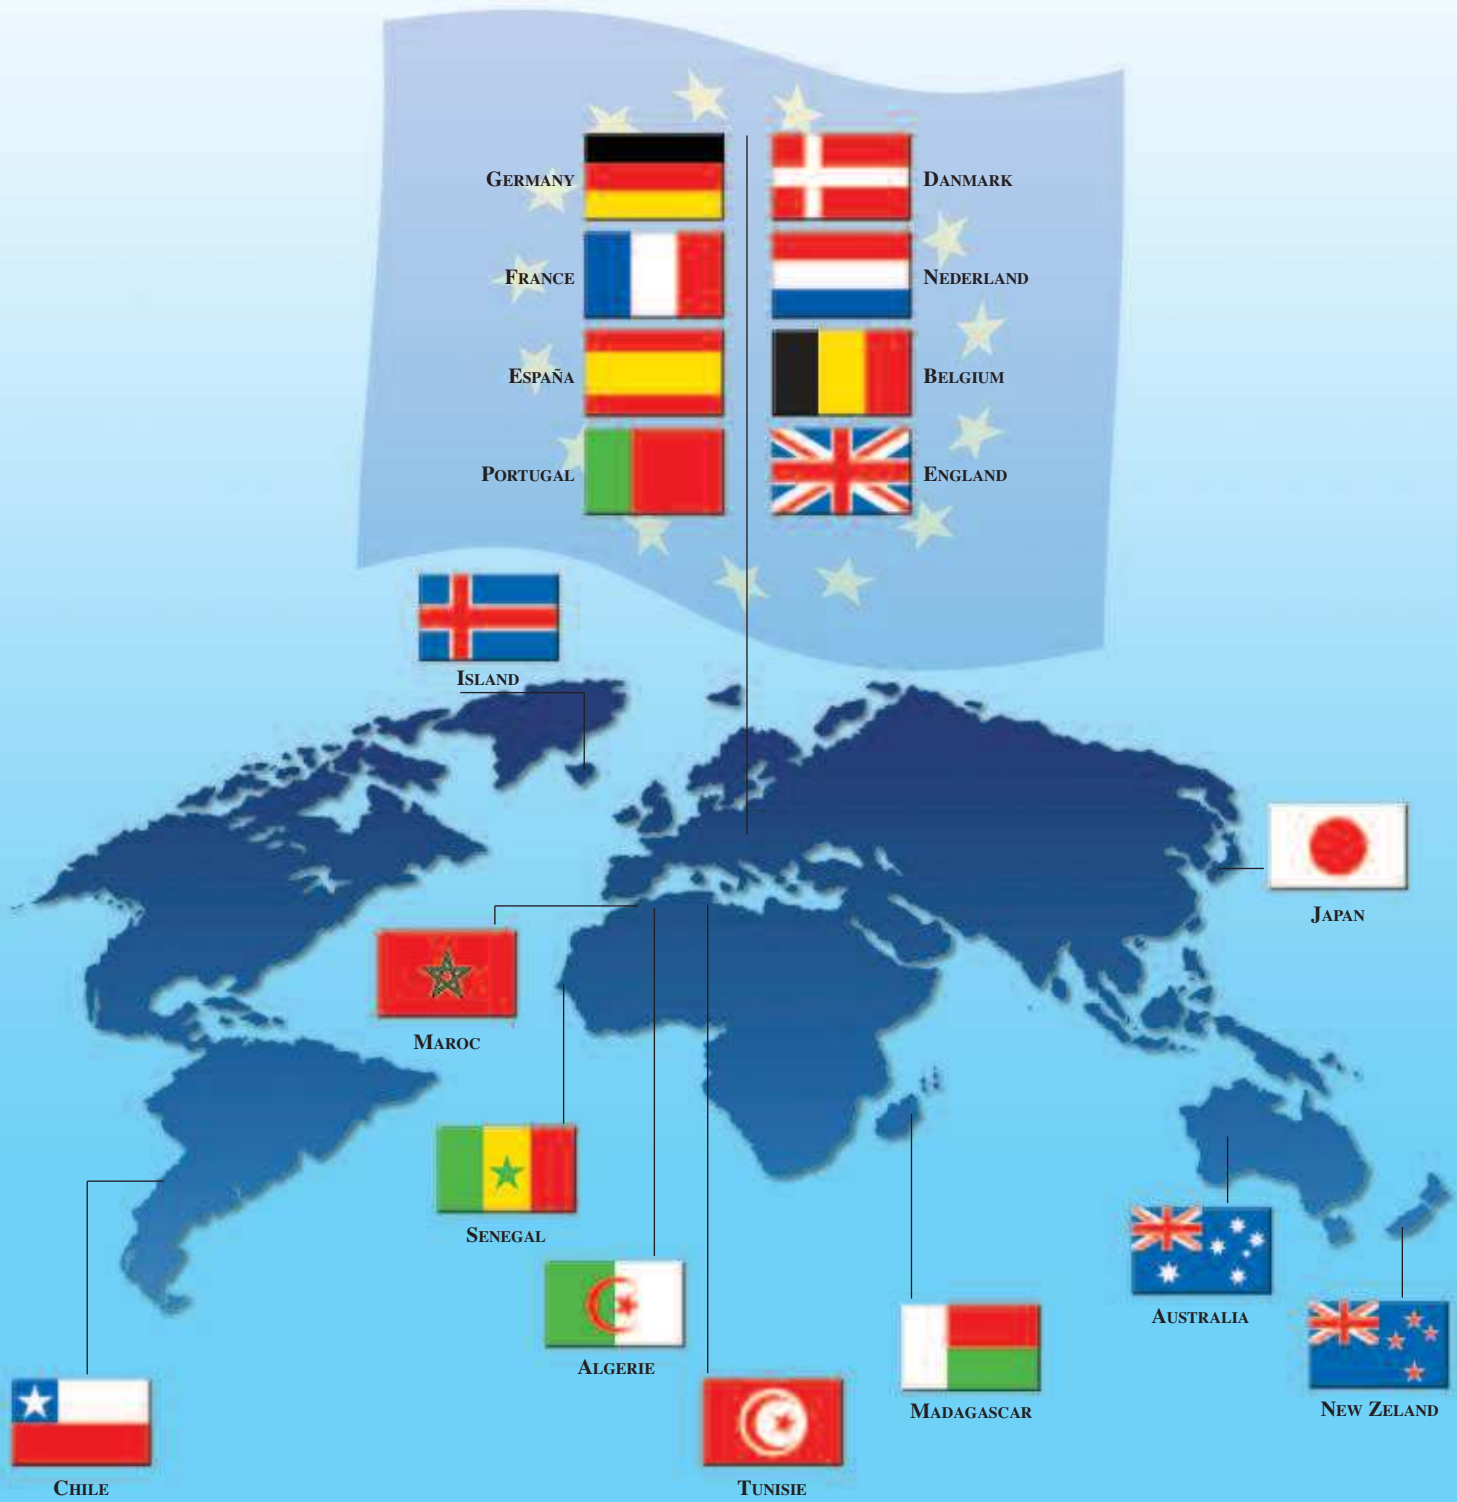 GERMANY
DANMARK
FRANCE
NEDERLAND
ESPAÑA
BELGIUM
PORTUGAL
ENGLAND
ISLAND
JAPAN
MAROC
SENEGAL
AUSTRALIA
ALGERIE
MADAGASCAR
NEW ZELAND
CHILE
TUNISIE